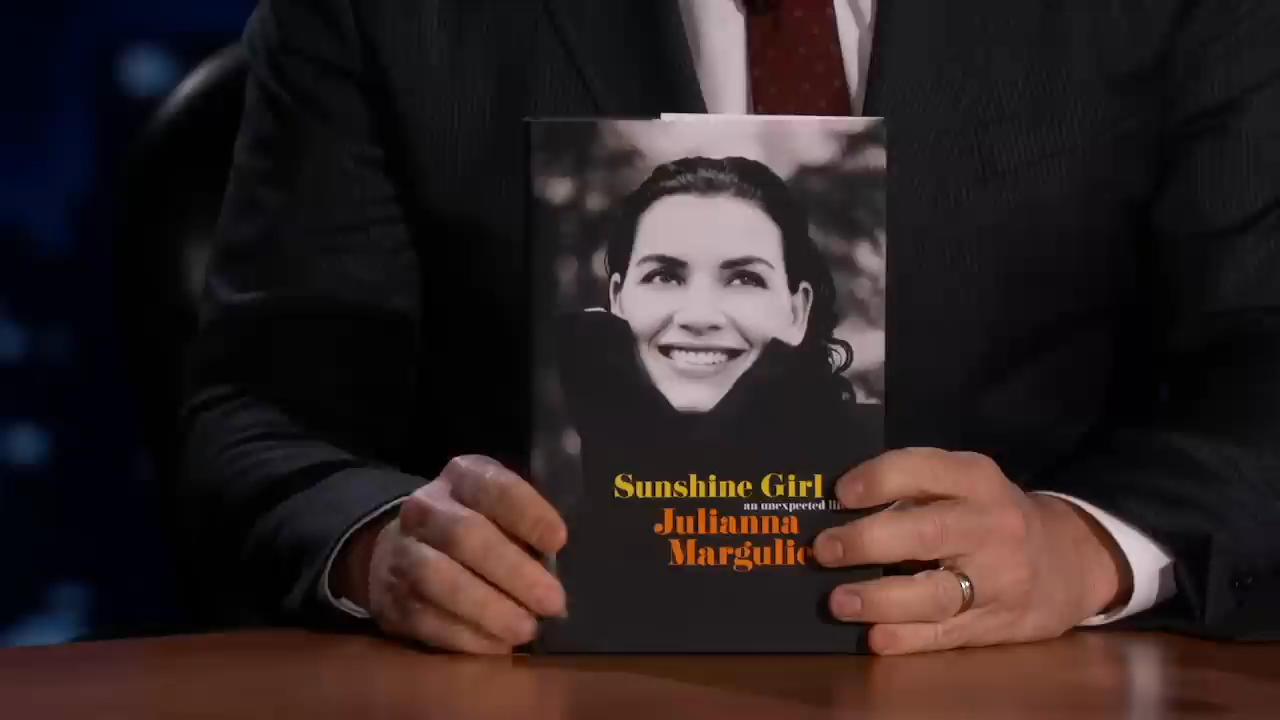 Sunshine Girl
an unexpected
Julianna
Margulie